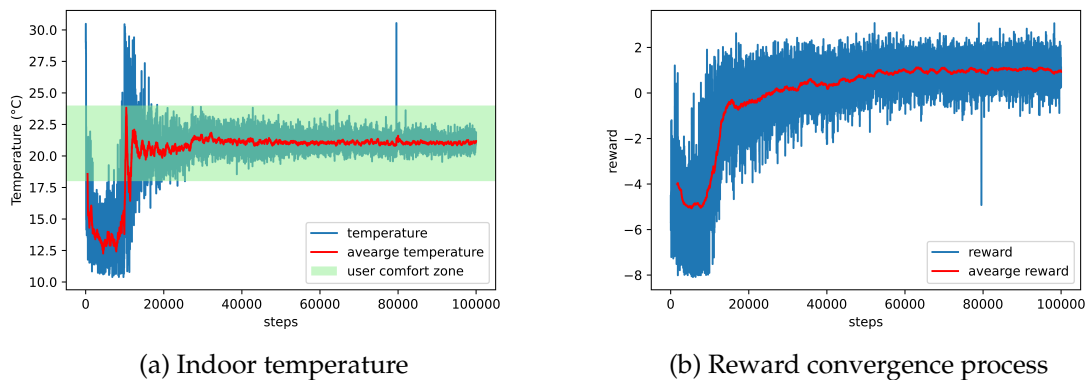 30.0
27.5
25.0
22.5
20.0
17.5
15.0
12.5
10.0
Temperature (°C)
temperature
avearge temperature
user comfort zone
0 20000 40000 60000 80000 100000
steps
(a) Indoor temperature
2
0
−2
−4
−6
−8
reward
reward
avearge reward
0 20000 40000 60000 80000 100000
steps
(b) Reward convergence process